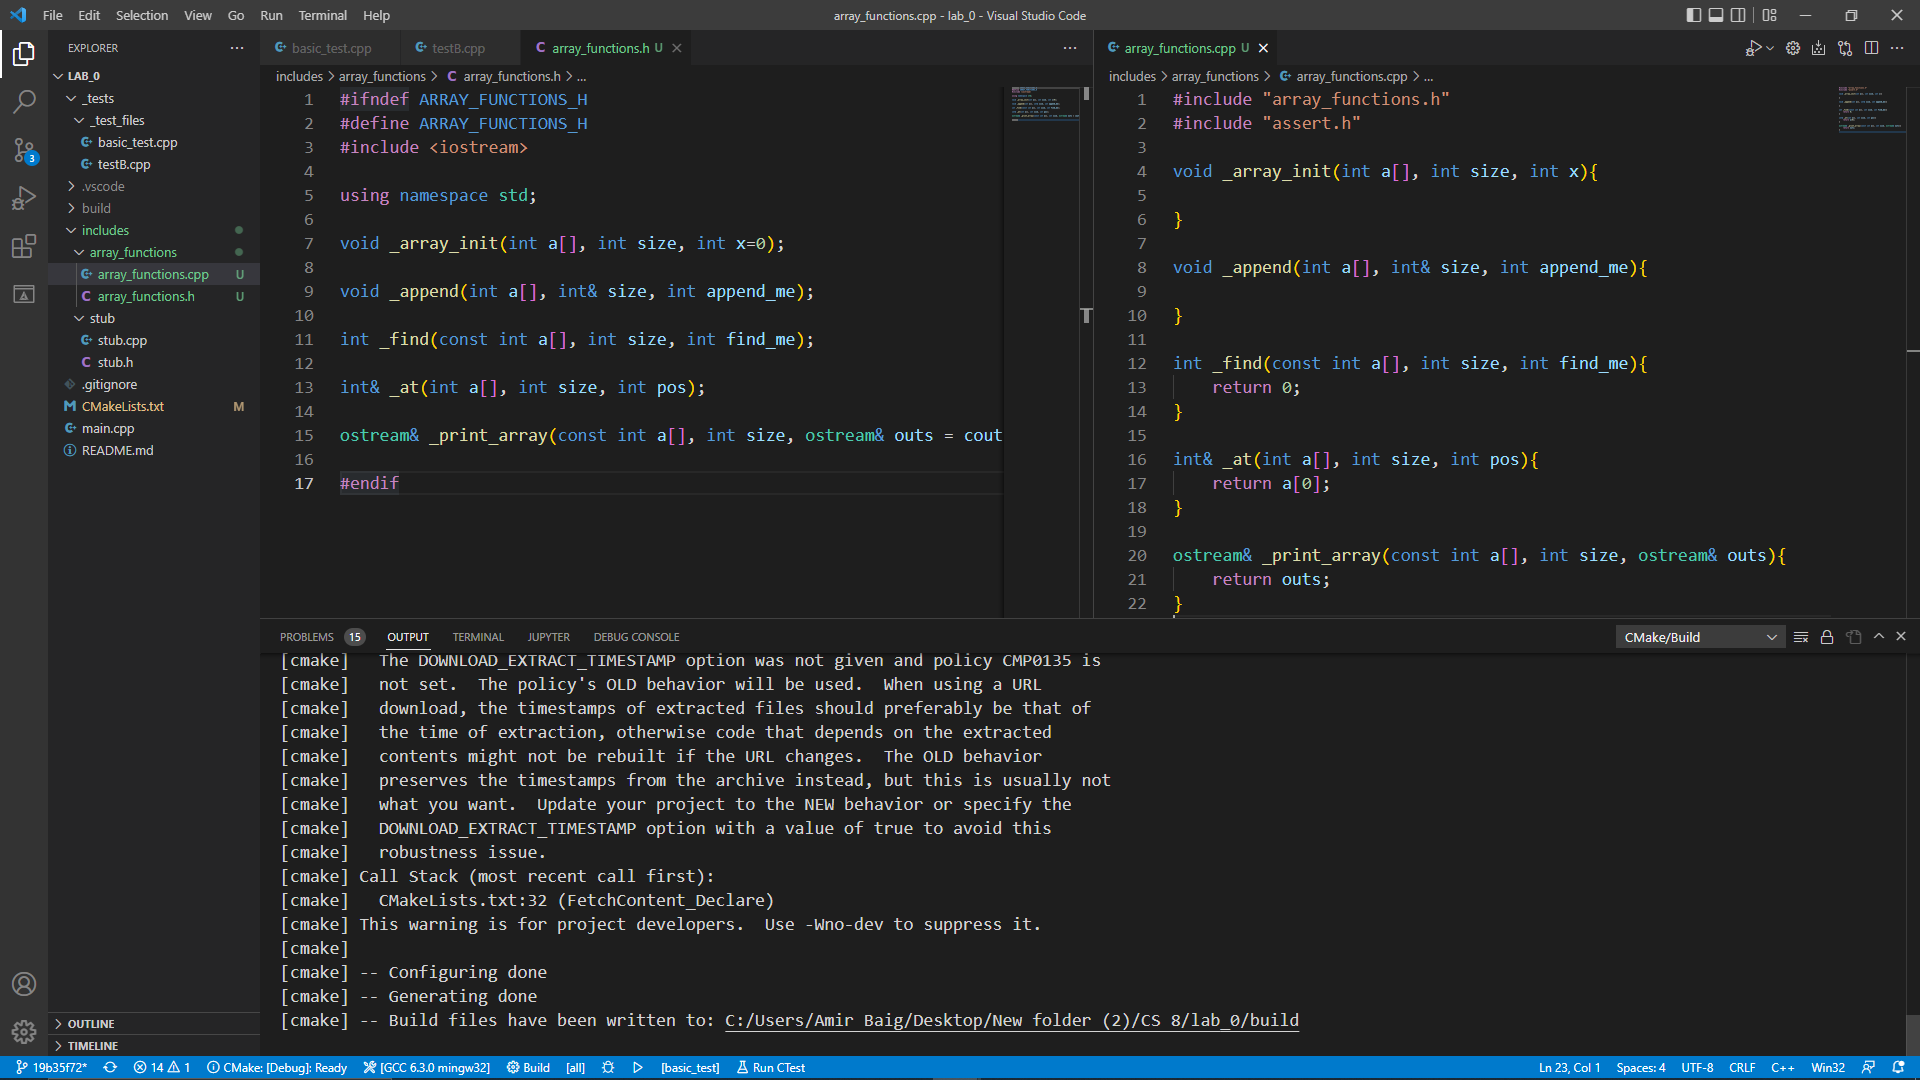 File Edit Selection View Go Run Terminal Help
array_functions.cpp - lab_0 - Visual Studio Code
EXPLORER
LAB_0
_tests
_test_files
basic_test.cpp
testB.cpp
.vscode
build
includes
array_functions
array_functions.cpp U
array_functions.h U
stub
stub.cpp
stub.h
.gitignore
CMakeLists.txt M
main.cpp
README.md
OUTLINE
TIMELINE
3
basic_test.cpp testB.cpp array_functions.h U
includes > array_functions > C array_functions.h > ...
1 #ifndef ARRAY_FUNCTIONS_H
2 #define ARRAY_FUNCTIONS_H
3 #include <iostream>
4
5 using namespace std;
6
7 void _array_init(int a[], int size, int x=0);
8
9 void _append(int a[], int& size, int append_me);
10
11 int _find(const int a[], int size, int find_me);
12
13 int& _at(int a[], int size, int pos);
14
15 ostream& _print_array(const int a[], int size, ostream& outs = cout
16
17 #endif
array_functions.cpp U
includes > array_functions > array_functions.cpp > ...
1 #include "array_functions.h"
2 #include "assert.h"
3
4 void _array_init(int a[], int size, int x){
5
6 }
7
8 void _append(int a[], int& size, int append_me){
9
10 }
11
12 int _find(const int a[], int size, int find_me){
13 return 0;
14 }
15
16 int& _at(int a[], int size, int pos){
17 return a[0];
18 }
19
20 ostream& _print_array(const int a[], int size, ostream& outs){
21 return outs;
22 }
PROBLEMS 15 OUTPUT TERMINAL JUPYTER DEBUG CONSOLE
CMake/Build
[cmake] The DOWNLOAD_EXTRACT_TIMESTAMP option was not given and policy CMP0135 is
[cmake] not set. The policy's OLD behavior will be used. When using a URL
[cmake] download, the timestamps of extracted files should preferably be that of
[cmake] the time of extraction, otherwise code that depends on the extracted
[cmake] contents might not be rebuilt if the URL changes. The OLD behavior
[cmake] preserves the timestamps from the archive instead, but this is usually not
[cmake] what you want. Update your project to the NEW behavior or specify the
[cmake] DOWNLOAD_EXTRACT_TIMESTAMP option with a value of true to avoid this
[cmake] robustness issue.
[cmake] Call Stack (most recent call first):
[cmake] CMakeLists.txt:32 (FetchContent_Declare)
[cmake] This warning is for project developers. Use -Wno-dev to suppress it.
[cmake]
[cmake] -- Configuring done
[cmake] -- Generating done
[cmake] -- Build files have been written to: C:/Users/Amir Baig/Desktop/New folder (2)/CS 8/lab_0/build
19b35f72* 14 1 CMake: [Debug]: Ready [GCC 6.3.0 mingw32] Build [all] [basic_test] Run CTest
Ln 23, Col 1 Spaces: 4 UTF-8 CRLF C++ Win32